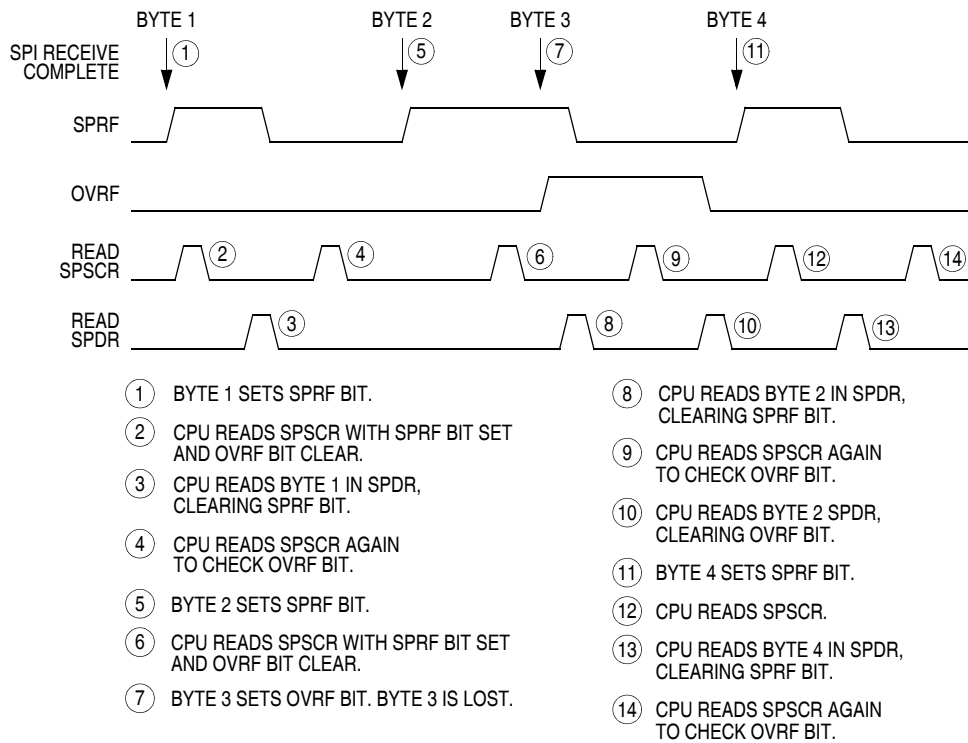 BYTE 1 BYTE 2 BYTE 3 BYTE 4
SPI RECEIVE
COMPLETE
1 5 7 11
SPRF
OVRF
READ
SPSCR
2 4 6 9 12 14
READ
SPDR
3 8 10 13
1 BYTE 1 SETS SPRF BIT.
2 CPU READS SPSCR WITH SPRF BIT SET
AND OVRF BIT CLEAR.
3 CPU READS BYTE 1 IN SPDR,
CLEARING SPRF BIT.
4 CPU READS SPSCR AGAIN
TO CHECK OVRF BIT.
5 BYTE 2 SETS SPRF BIT.
6 CPU READS SPSCR WITH SPRF BIT SET
AND OVRF BIT CLEAR.
7 BYTE 3 SETS OVRF BIT. BYTE 3 IS LOST.
8 CPU READS BYTE 2 IN SPDR,
CLEARING SPRF BIT.
9 CPU READS SPSCR AGAIN
TO CHECK OVRF BIT.
10 CPU READS BYTE 2 SPDR,
CLEARING OVRF BIT.
11 BYTE 4 SETS SPRF BIT.
12 CPU READS SPSCR.
13 CPU READS BYTE 4 IN SPDR,
CLEARING SPRF BIT.
14 CPU READS SPSCR AGAIN
TO CHECK OVRF BIT.